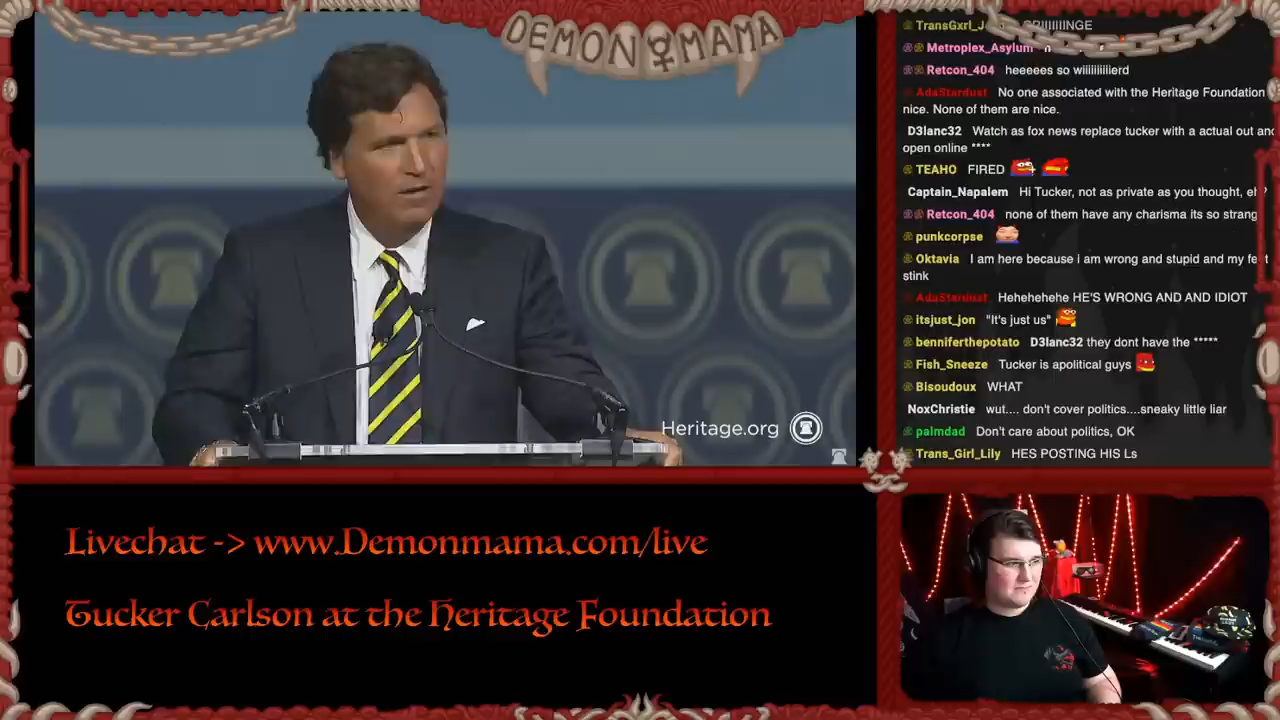 DEMON MAMA
TransGxrl_J
Metroplex_Asylum
Retcon_404 heeeees so wiiiiiiiiierd
AdaStardust No one associated with the Heritage Foundation
nice. None of them are nice.
D3lanc32 Watch as fox news replace tucker with a actual out and
open online ****
TEAHO FIRED
Captain_Napalem Hi Tucker, not as private as you thought, eh?
Retcon_404 none of them have any charisma its so strang
punkcorpse
Oktavia I am here because i am wrong and stupid and my feet
stink
AdaStardust Hehehehehe HE'S WRONG AND AND IDIOT
itsjust_jon "It's just us"
benniferthepotato D3lanc32 they dont have the *****
Fish_Sneeze Tucker is apolitical guys
Bisoudoux WHAT
NoxChristie wut.... don't cover politics....sneaky little liar
palmdad Don't care about politics, OK
Trans_Girl_Lily HES POSTING HIS Ls
Heritage.org
Livechat -> www.Demonmama.com/live
Tucker Carlson at the Heritage Foundation